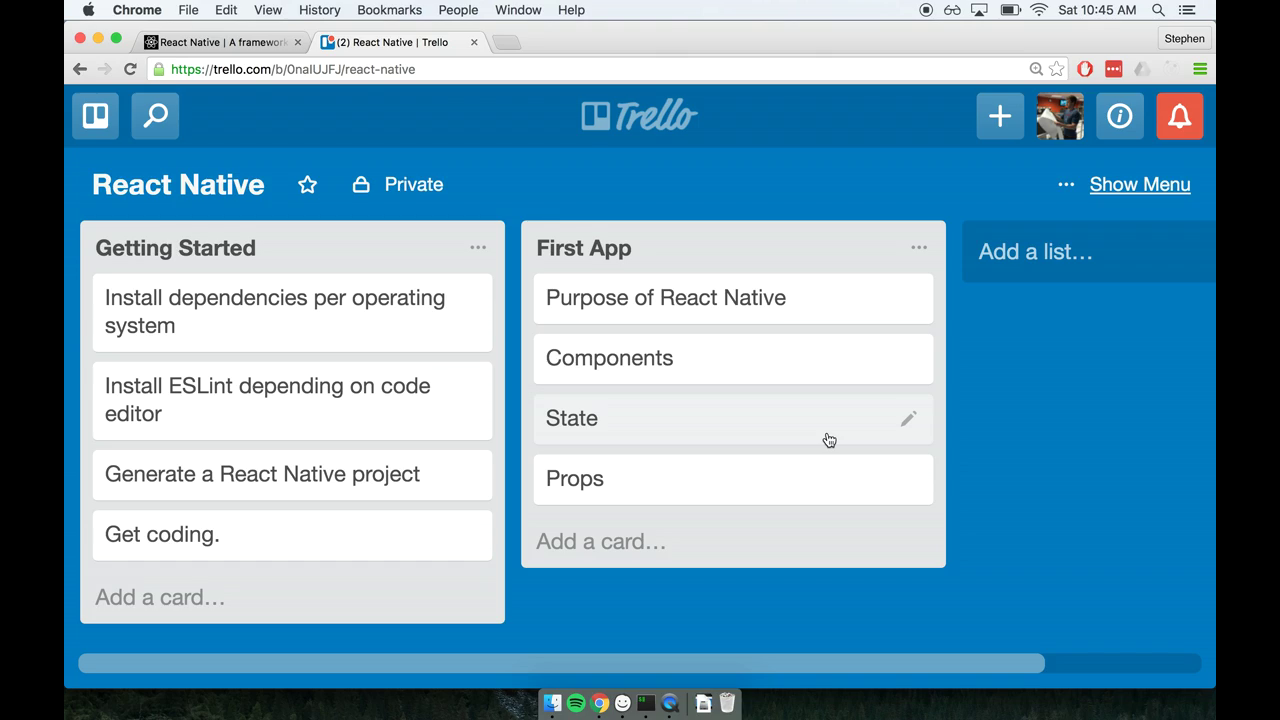 Chrome File Edit View History Bookmarks People Window Help Sat 10:45 AM
React Native | A framework (2) React Native | Trello Stephen
https://trello.com/b/0naIUJFJ/react-native
Trello
React Native Private Show Menu
Getting Started
Install dependencies per operating
system
Install ESLint depending on code
editor
Generate a React Native project
Get coding.
Add a card…
First App
Purpose of React Native
Components
State
Props
Add a card…
Add a list…